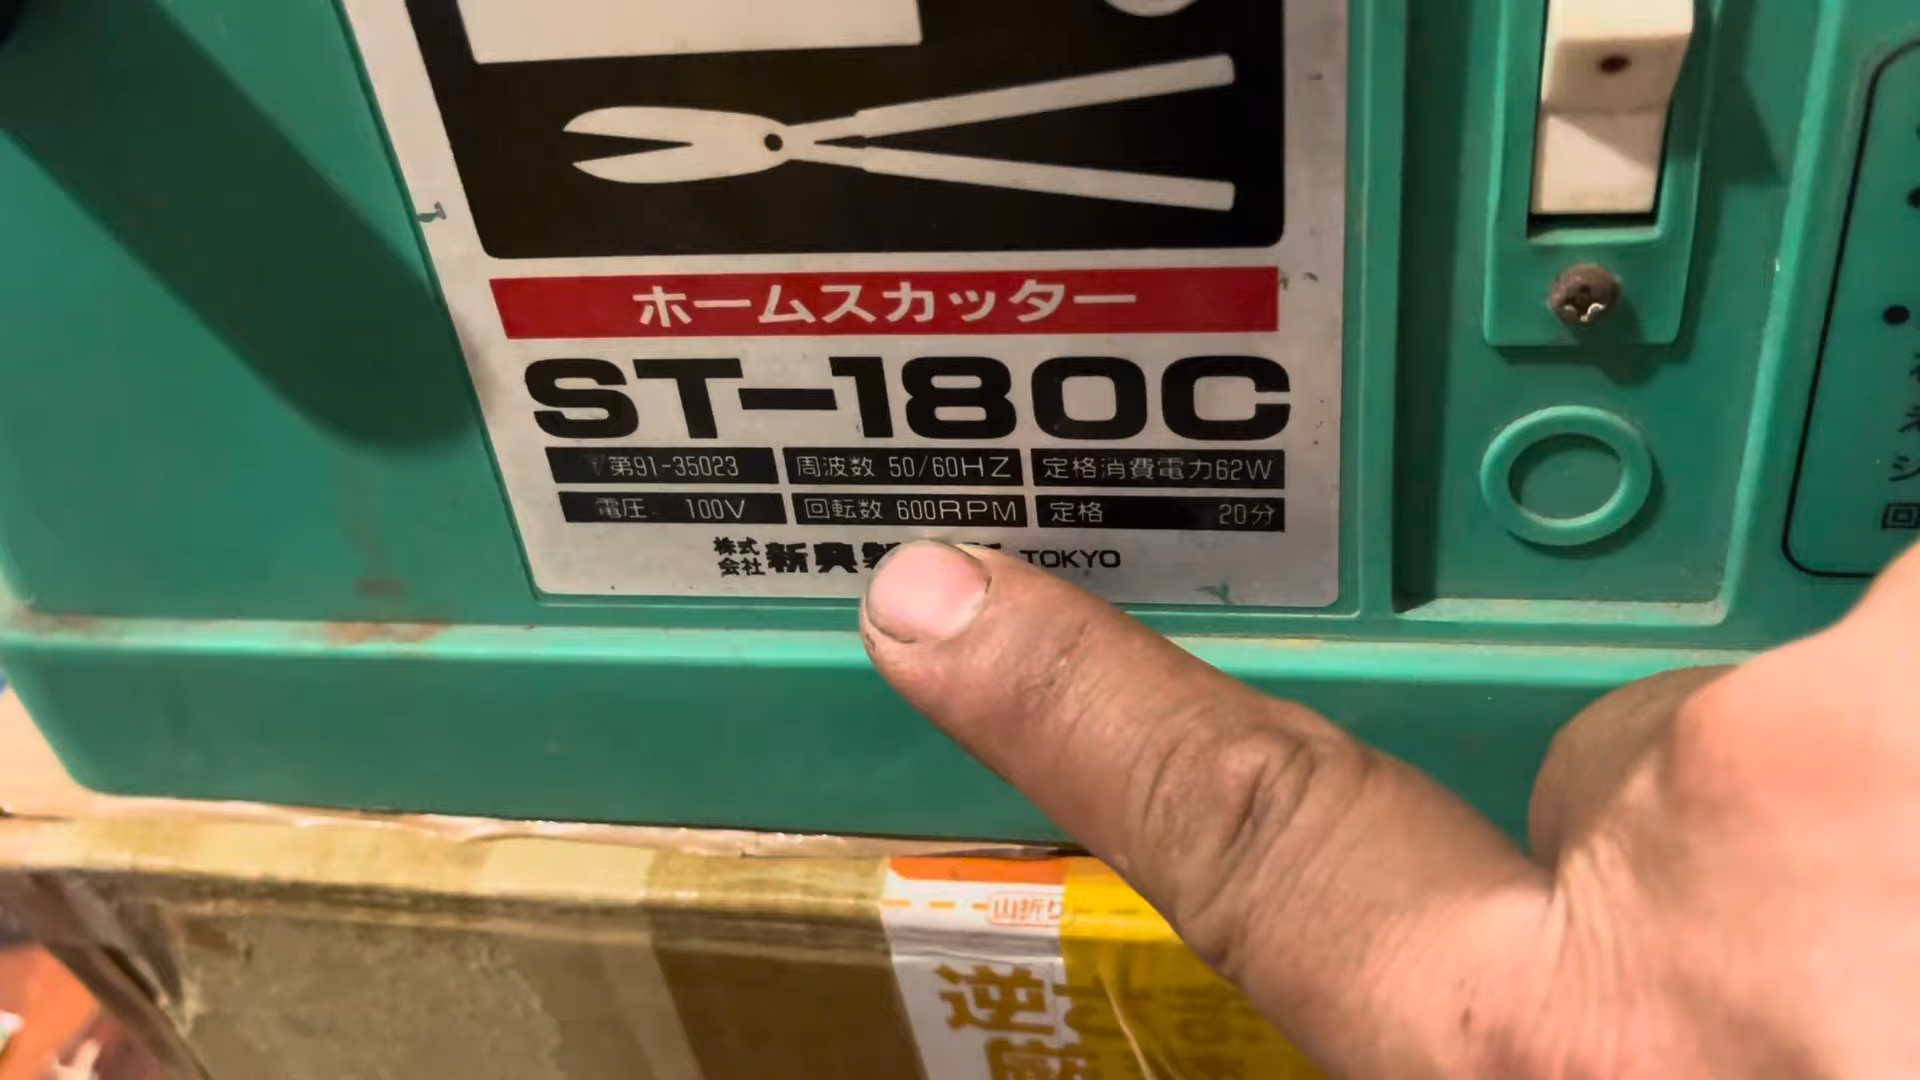 ホームスカッター
ST-180C
第91-35023 周波数 50/60HZ 定格消費電力62W
電圧 100V 回転数 600RPM 定格 20分
株式会社 新興 TOKYO
山折り
逆